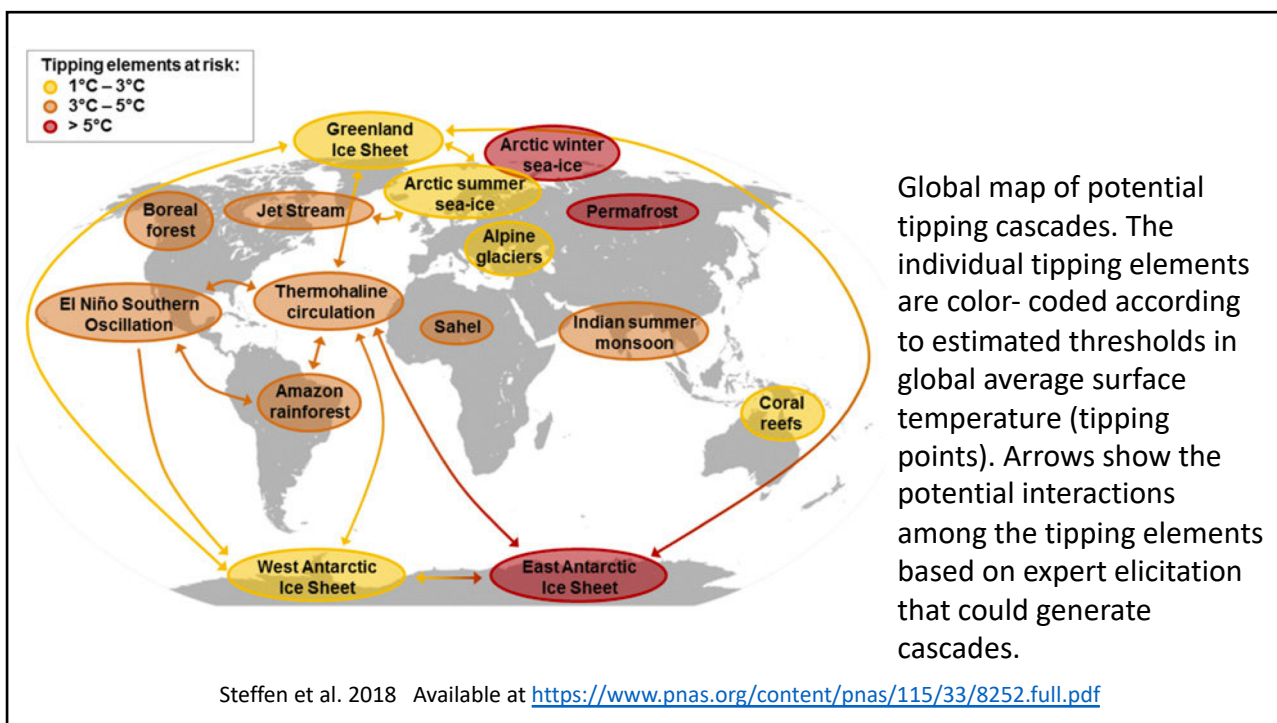 Tipping elements at risk:
1°C – 3°C
3°C – 5°C
> 5°C
Greenland
Ice Sheet
Arctic winter
sea-ice
Arctic summer
sea-ice
Boreal
forest
Jet Stream
Permafrost
Alpine
glaciers
El Niño Southern
Oscillation
Thermohaline
circulation
Sahel
Indian summer
monsoon
Amazon
rainforest
Coral
reefs
West Antarctic
Ice Sheet
East Antarctic
Ice Sheet
Global map of potential
tipping cascades. The
individual tipping elements
are color- coded according
to estimated thresholds in
global average surface
temperature (tipping
points). Arrows show the
potential interactions
among the tipping elements
based on expert elicitation
that could generate
cascades.
Steffen et al. 2018 Available at https://www.pnas.org/content/pnas/115/33/8252.full.pdf